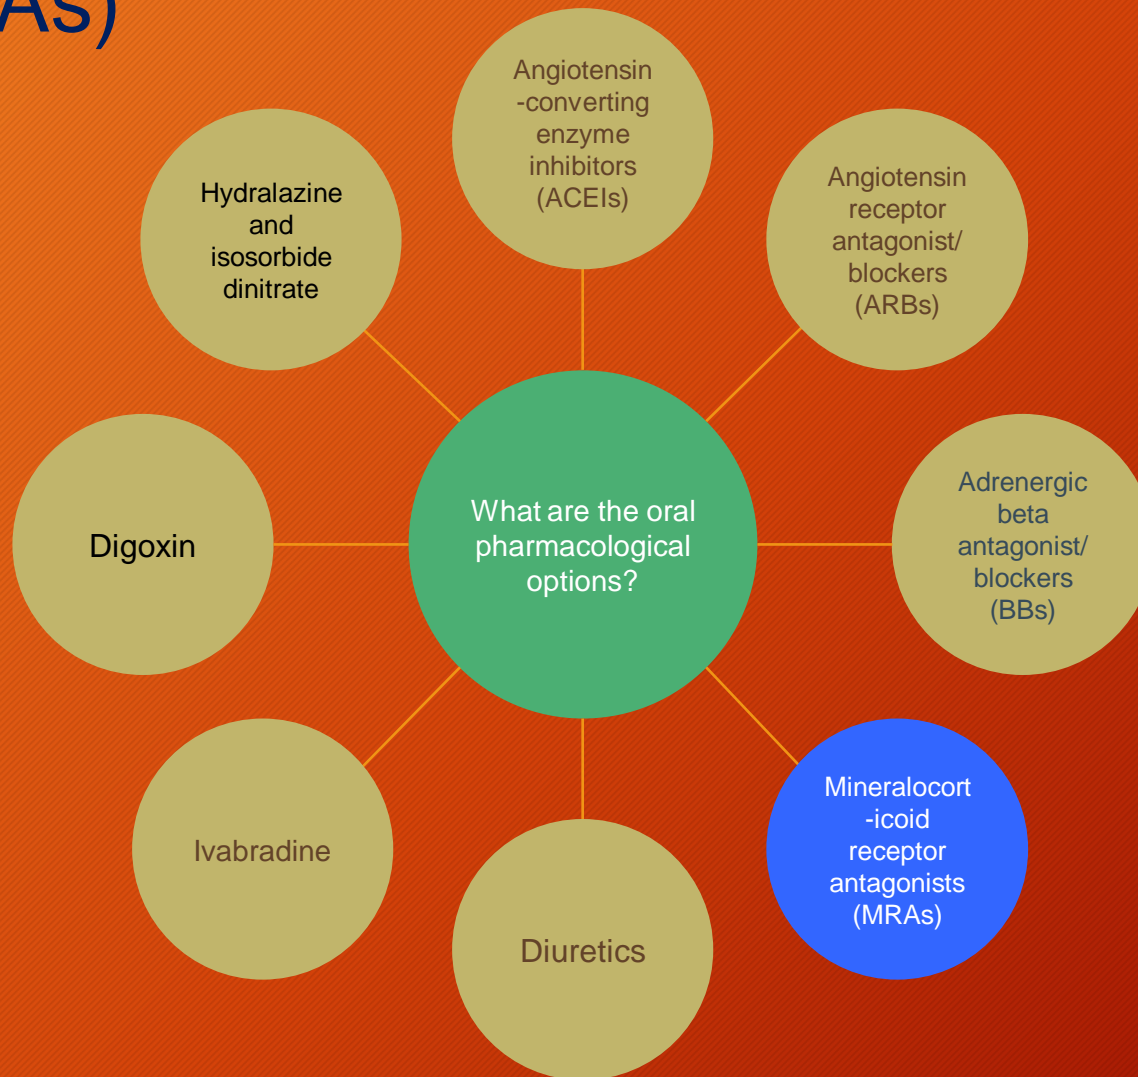 As)
Angiotensin
-converting
enzyme
inhibitors
(ACEIs)
Angiotensin
receptor
antagonist/
blockers
(ARBs)
Adrenergic
beta
antagonist/
blockers
(BBs)
Mineralocort
-icoid
receptor
antagonists
(MRAs)
Diuretics
Ivabradine
Digoxin
Hydralazine
and
isosorbide
dinitrate
What are the oral
pharmacological
options?